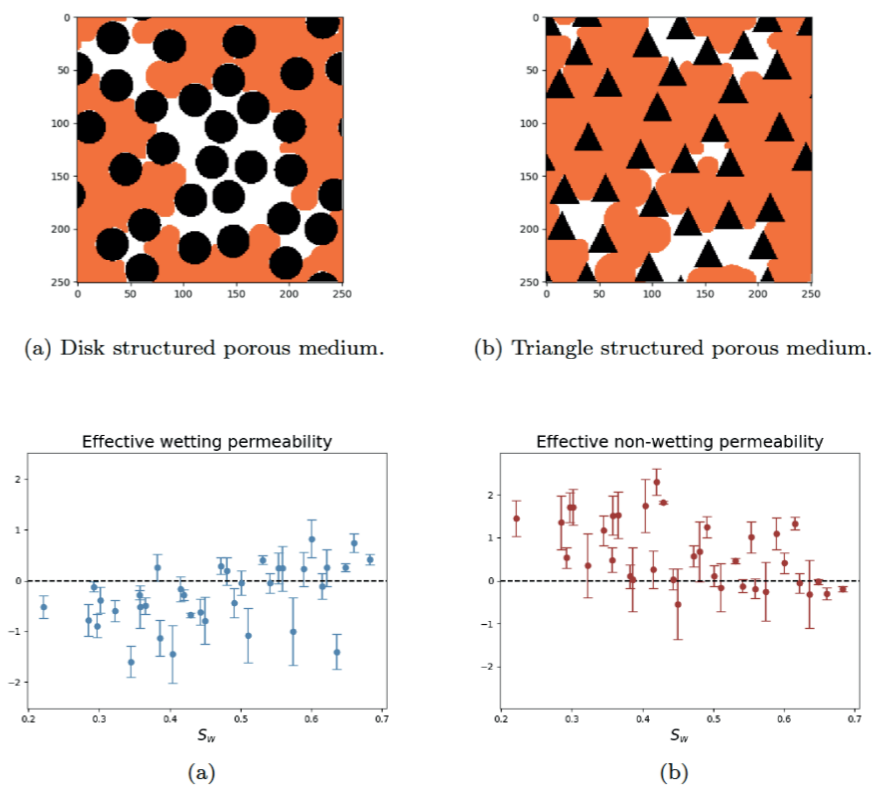 0
50
100
150
200
250
0 50 100 150 200 250
0
50
100
150
200
250
0 50 100 150 200 250
(a) Disk structured porous medium.
(b) Triangle structured porous medium.
Effective wetting permeability
2
1
0
−1
−2
0.2 0.3 0.4 0.5 0.6 0.7
S_w
(a)
Effective non-wetting permeability
2
1
0
−1
−2
0.2 0.3 0.4 0.5 0.6 0.7
S_w
(b)